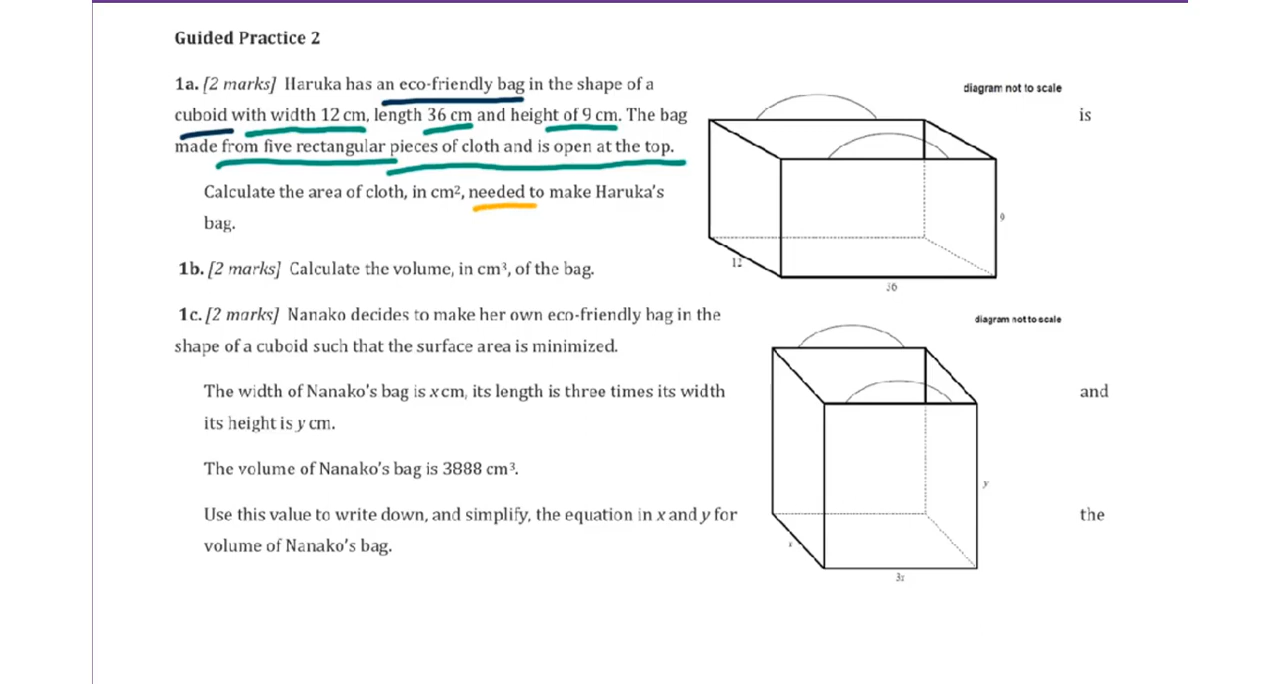 Guided Practice 2
1a. [2 marks] Haruka has an eco-friendly bag in the shape of a
cuboid with width 12 cm, length 36 cm and height of 9 cm. The bag is
made from five rectangular pieces of cloth and is open at the top.
Calculate the area of cloth, in cm², needed to make Haruka's
bag.
diagram not to scale
9
12
36
1b. [2 marks] Calculate the volume, in cm³, of the bag.
1c. [2 marks] Nanako decides to make her own eco-friendly bag in the
shape of a cuboid such that the surface area is minimized.
The width of Nanako's bag is x cm, its length is three times its width and
its height is y cm.
The volume of Nanako's bag is 3888 cm³.
Use this value to write down, and simplify, the equation in x and y for the
volume of Nanako's bag.
diagram not to scale
y
x
3x